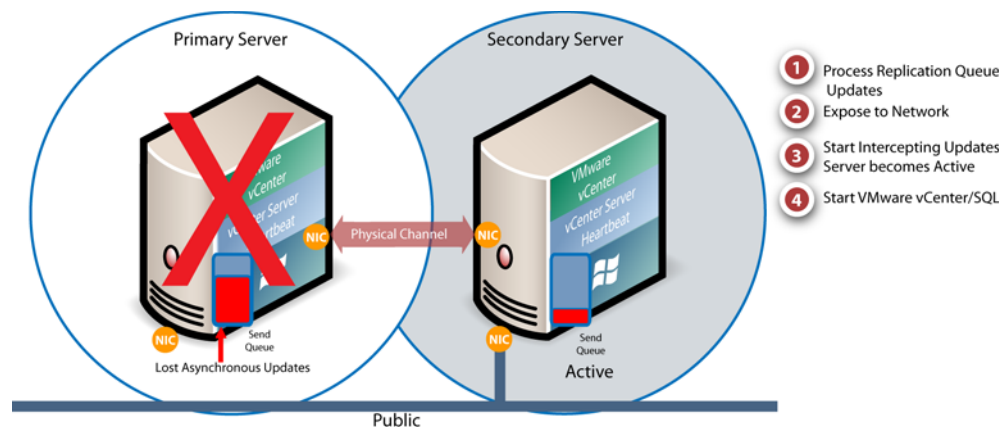 Primary Server
Secondary Server
VMware
vCenter
vCenter Server
Heartbeat
NIC
Physical Channel
NIC
VMware
vCenter
vCenter Server
Heartbeat
NIC
Send
Queue
Lost Asynchronous Updates
NIC
Send
Queue
Active
Public
1 Process Replication Queue
Updates
2 Expose to Network
3 Start Intercepting Updates
Server becomes Active
4 Start VMware vCenter/SQL